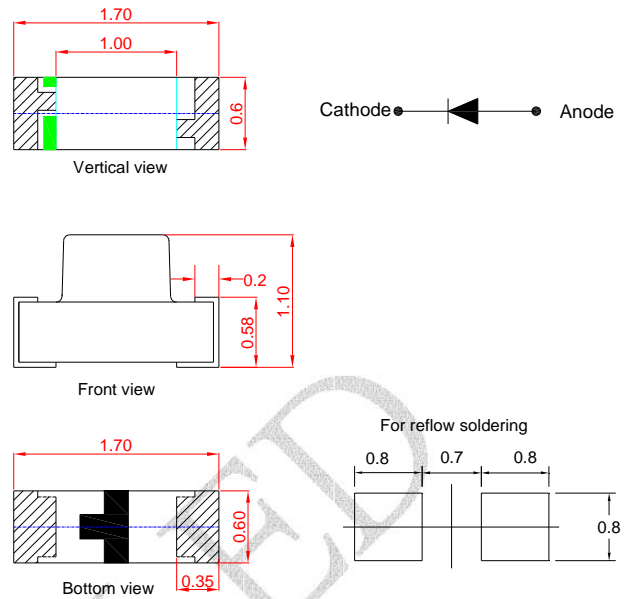 1.70
1.00
0.6
Cathode
Anode
Vertical view
0.2
1.10
0.58
Front view
1.70
0.60
0.35
Bottom view
For reflow soldering
0.8 0.7 0.8
0.8